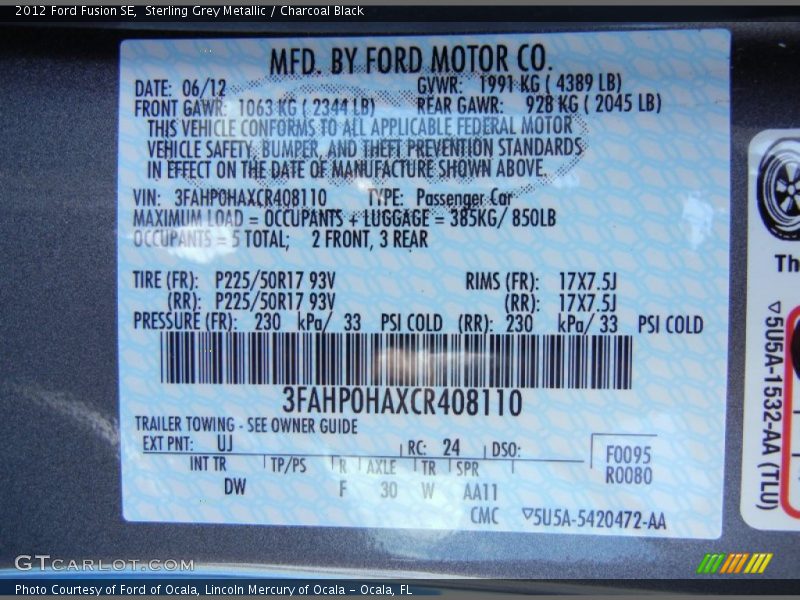 2012 Ford Fusion SE, Sterling Grey Metallic / Charcoal Black
MFD. BY FORD MOTOR CO.
DATE: 06/12 GVWR: 1991 KG ( 4389 LB)
FRONT GAWR: 1063 KG ( 2344 LB) REAR GAWR: 928 KG ( 2045 LB)
THIS VEHICLE CONFORMS TO ALL APPLICABLE FEDERAL MOTOR
VEHICLE SAFETY, BUMPER, AND THEFT PREVENTION STANDARDS
IN EFFECT ON THE DATE OF MANUFACTURE SHOWN ABOVE.
VIN: 3FAHP0HAXCR408110 TYPE: Passenger Car
MAXIMUM LOAD = OCCUPANTS + LUGGAGE = 385KG/ 850LB
OCCUPANTS = 5 TOTAL; 2 FRONT, 3 REAR
TIRE (FR): P225/50R17 93V RIMS (FR): 17X7.5J
(RR): P225/50R17 93V (RR): 17X7.5J
PRESSURE (FR): 230 kPa/ 33 PSI COLD (RR): 230 kPa/ 33 PSI COLD
3FAHP0HAXCR408110
TRAILER TOWING - SEE OWNER GUIDE
EXT PNT: UJ RC: 24 DSO: F0095
INT TR TP/PS R AXLE TR SPR R0080
DW F 30 W AA11
CMC ▽5U5A-5420472-AA
Th
▽5U5A-1532-AA (TLU)
GTCarLot.com
Photo Courtesy of Ford of Ocala, Lincoln Mercury of Ocala – Ocala, FL